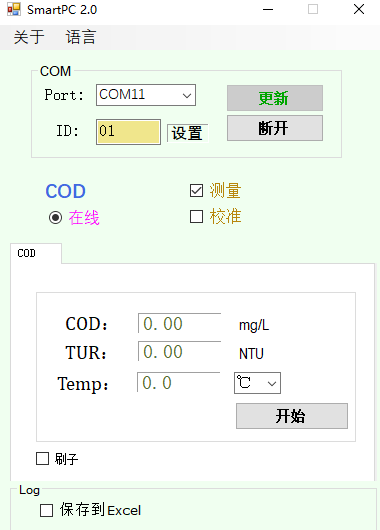 SmartPC 2.0
关于 语言
COM
Port: COM11 更新
ID: 01 设置 断开
COD 测量
在线 校准
COD
COD: 0.00 mg/L
TUR: 0.00 NTU
Temp: 0.0 ℃
开始
刷子
Log
保存到Excel